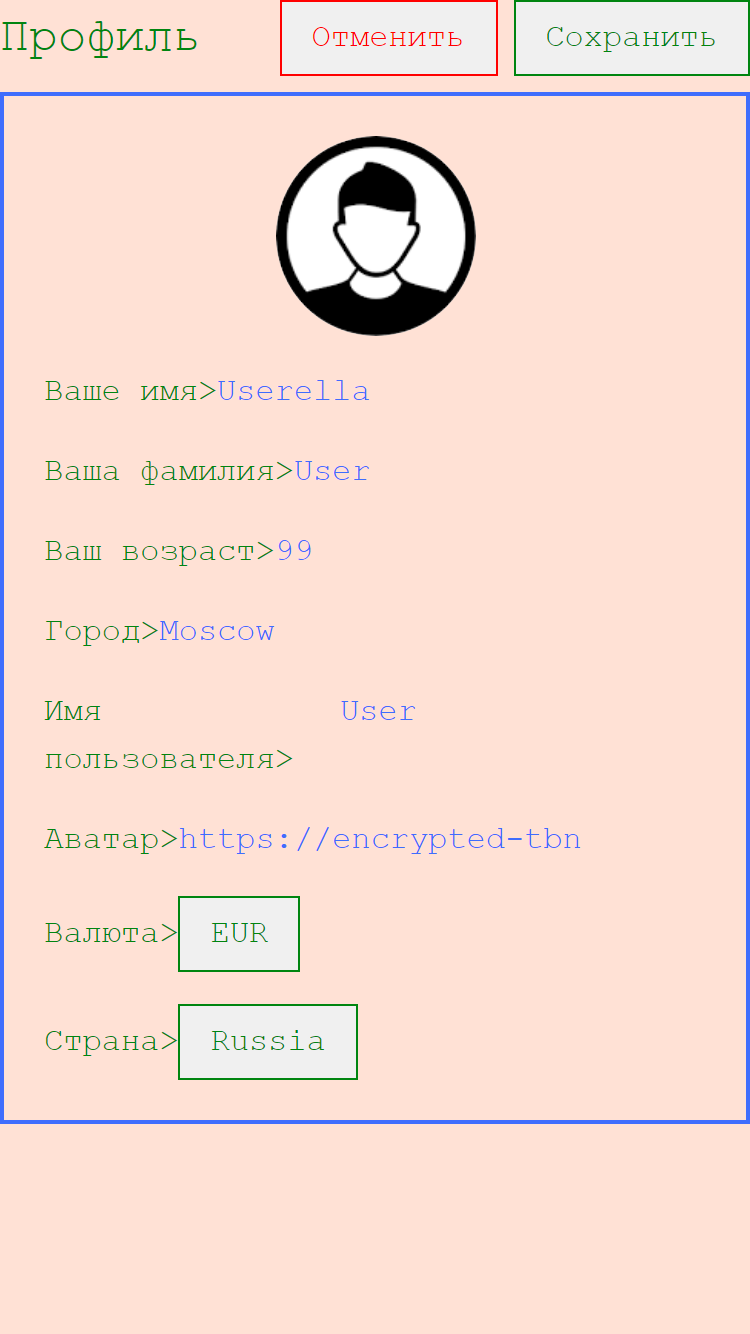 Профиль Отменить Сохранить
Ваше имя>Userella
Ваша фамилия>User
Ваш возраст>99
Город>Moscow
Имя User
пользователя>
Аватар>https://encrypted-tbn
Валюта> EUR
Страна> Russia